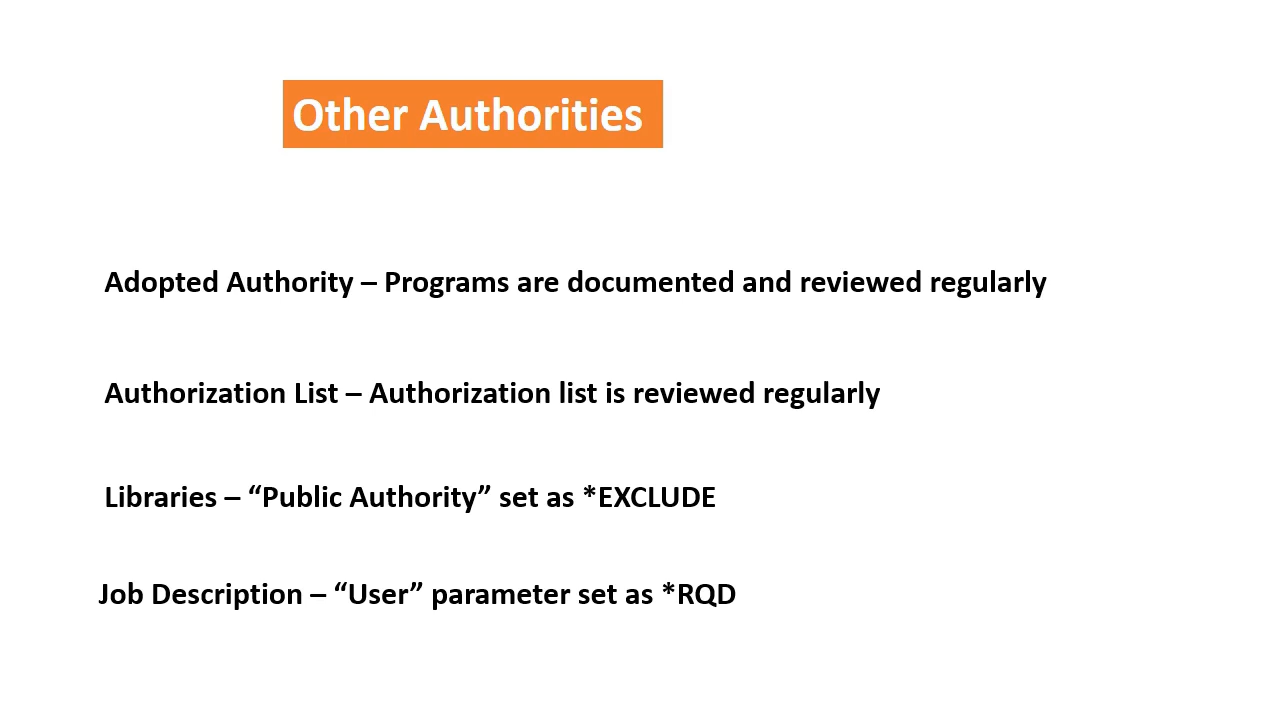 Other Authorities
Adopted Authority – Programs are documented and reviewed regularly
Authorization List – Authorization list is reviewed regularly
Libraries – “Public Authority” set as *EXCLUDE
Job Description – “User” parameter set as *RQD